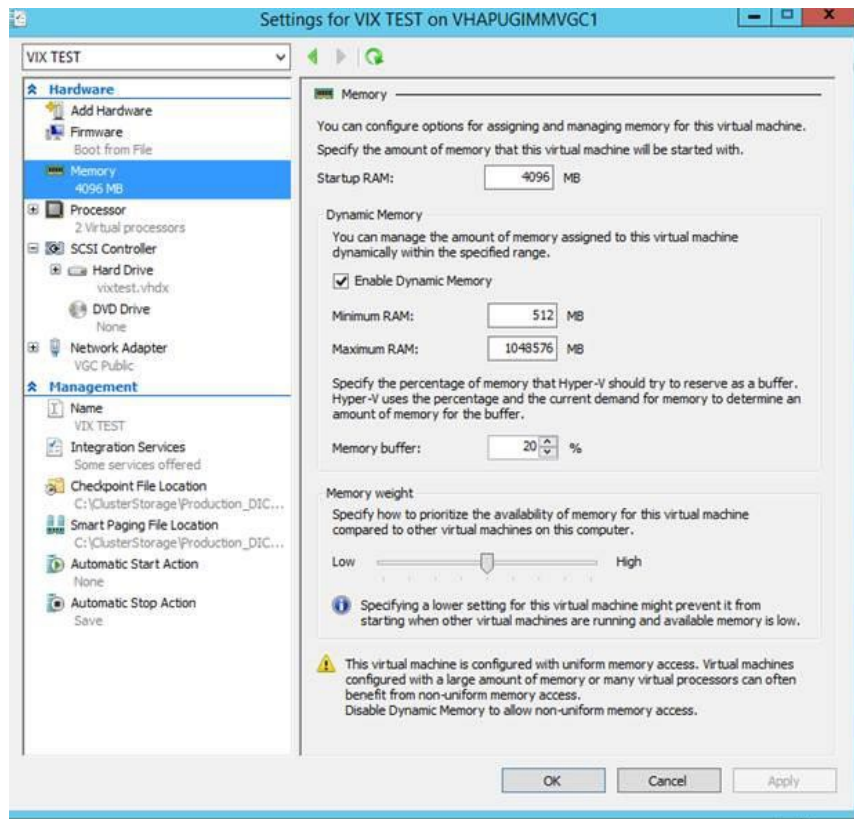 Settings for VIX TEST on VHAPUGIMMVGC1
VIX TEST
Hardware
Add Hardware
Firmware
Boot from File
Memory
4096 MB
Processor
2 Virtual processors
SCSI Controller
Hard Drive
vixtest.vhdx
DVD Drive
None
Network Adapter
VGC Public
Management
Name
VIX TEST
Integration Services
Some services offered
Checkpoint File Location
C:\ClusterStorage\Production_DIC...
Smart Paging File Location
C:\ClusterStorage\Production_DIC...
Automatic Start Action
None
Automatic Stop Action
Save
Memory
You can configure options for assigning and managing memory for this virtual machine.
Specify the amount of memory that this virtual machine will be started with.
Startup RAM: 4096 MB
Dynamic Memory
You can manage the amount of memory assigned to this virtual machine
dynamically within the specified range.
Enable Dynamic Memory
Minimum RAM: 512 MB
Maximum RAM: 1048576 MB
Specify the percentage of memory that Hyper-V should try to reserve as a buffer.
Hyper-V uses the percentage and the current demand for memory to determine an
amount of memory for the buffer.
Memory buffer: 20 %
Memory weight
Specify how to prioritize the availability of memory for this virtual machine
compared to other virtual machines on this computer.
Low High
Specifying a lower setting for this virtual machine might prevent it from
starting when other virtual machines are running and available memory is low.
This virtual machine is configured with uniform memory access. Virtual machines
configured with a large amount of memory or many virtual processors can often
benefit from non-uniform memory access.
Disable Dynamic Memory to allow non-uniform memory access.
OK Cancel Apply